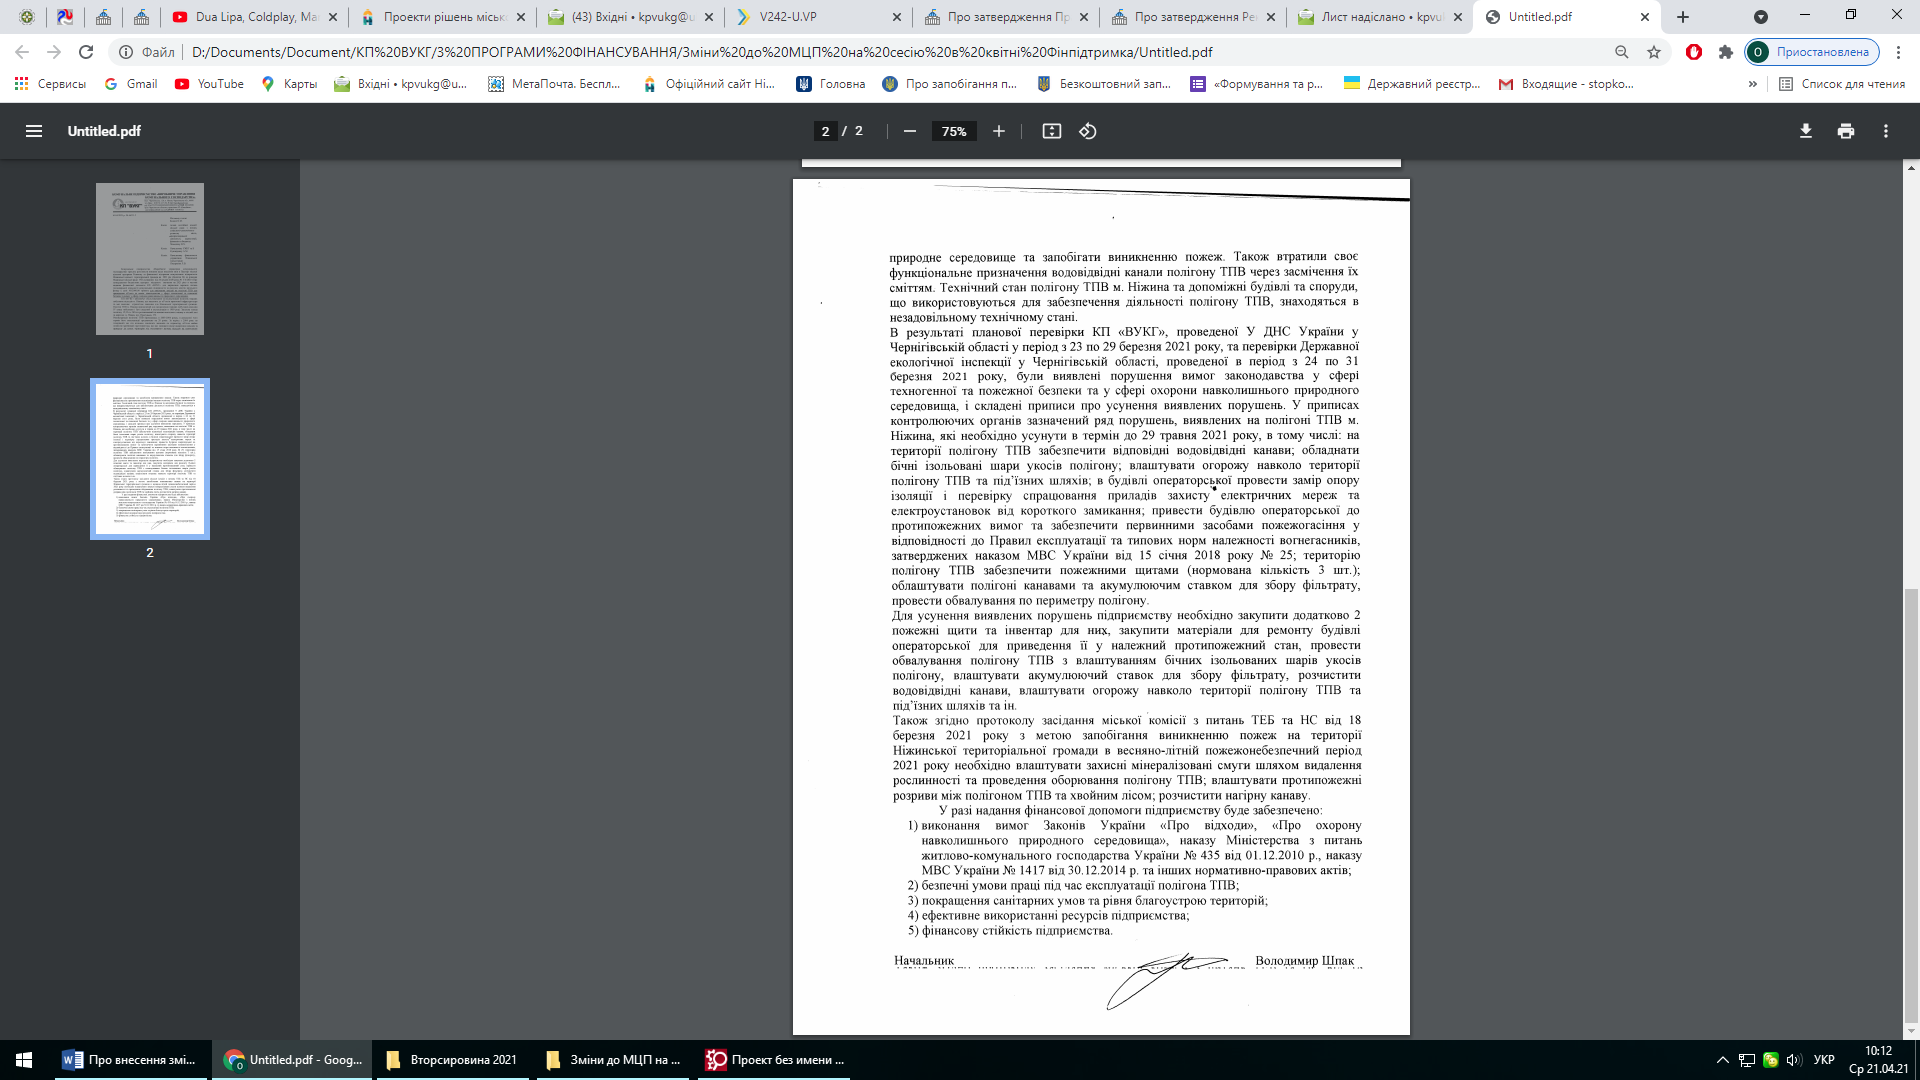 Dua Lipa, Coldplay, Ma
Проекти рішень міськ
(43) Вхідні • kpvukg@u
V242-U.VP
Про затвердження Пр
Про затвердження Ре
Лист надіслано • kpvu
Untitled.pdf
Файл
D:/Documents/Document/КП%20ВУКГ/3%20ПРОГРАМИ%20ФІНАНСУВАННЯ/Зміни%20до%20МЦП%20на%20сесію%20в%20квітні%20Фінпідтримка/Untitled.pdf
Приостановлена
Сервисы
Gmail
YouTube
Карты
Вхідні • kpvukg@u...
МетаПочта. Беспл...
Офіційний сайт Ні...
Головна
Про запобігання п...
Безкоштовний зап...
«Формування та р...
Державний реєстр...
Входящие - stopko...
Список для чтения
Untitled.pdf
2 / 2
75%
1
2
природне середовище та запобігати виникненню пожеж. Також втратили своє
функціональне призначення водовідвідні канали полігону ТПВ через засмічення їх
сміттям. Технічний стан полігону ТПВ м. Ніжина та допоміжні будівлі та споруди,
що використовуються для забезпечення діяльності полігону ТПВ, знаходяться в
незадовільному технічному стані.
В результаті планової перевірки КП «ВУКГ», проведеної У ДНС України у
Чернігівській області у період з 23 по 29 березня 2021 року, та перевірки Державної
екологічної інспекції у Чернігівській області, проведеної в період з 24 по 31
березня 2021 року, були виявлені порушення вимог законодавства у сфері
техногенної та пожежної безпеки та у сфері охорони навколишнього природного
середовища, і складені приписи про усунення виявлених порушень. У приписах
контролюючих органів зазначений ряд порушень, виявлених на полігоні ТПВ м.
Ніжина, які необхідно усунути в термін до 29 травня 2021 року, в тому числі: на
території полігону ТПВ забезпечити відповідні водовідвідні канави; обладнати
бічні ізольовані шари укосів полігону; влаштувати огорожу навколо території
полігону ТПВ та під’їзних шляхів; в будівлі операторської провести замір опору
ізоляції і перевірку спрацювання приладів захисту електричних мереж та
електроустановок від короткого замикання; привести будівлю операторської до
протипожежних вимог та забезпечити первинними засобами пожежогасіння у
відповідності до Правил експлуатації та типових норм належності вогнегасників,
затверджених наказом МВС України від 15 січня 2018 року № 25; територію
полігону ТПВ забезпечити пожежними щитами (нормована кількість 3 шт.);
облаштувати полігоні канавами та акумулюючим ставком для збору фільтрату,
провести обвалування по периметру полігону.
Для усунення виявлених порушень підприємству необхідно закупити додатково 2
пожежні щити та інвентар для них, закупити матеріали для ремонту будівлі
операторської для приведення її у належний протипожежний стан, провести
обвалування полігону ТПВ з влаштуванням бічних ізольованих шарів укосів
полігону, влаштувати акумулюючий ставок для збору фільтрату, розчистити
водовідвідні канави, влаштувати огорожу навколо території полігону ТПВ та
під’їзних шляхів та ін.
Також згідно протоколу засідання міської комісії з питань ТЕБ та НС від 18
березня 2021 року з метою запобігання виникненню пожеж на території
Ніжинської територіальної громади в весняно-літній пожежонебезпечний період
2021 року необхідно влаштувати захисні мінералізовані смуги шляхом видалення
рослинності та проведення оборювання полігону ТПВ; влаштувати протипожежні
розриви між полігоном ТПВ та хвойним лісом; розчистити нагірну канаву.
У разі надання фінансової допомоги підприємству буде забезпечено:
1) виконання вимог Законів України «Про відходи», «Про охорону
навколишнього природного середовища», наказу Міністерства з питань
житлово-комунального господарства України № 435 від 01.12.2010 р., наказу
МВС України № 1417 від 30.12.2014 р. та інших нормативно-правових актів;
2) безпечні умови праці під час експлуатації полігона ТПВ;
3) покращення санітарних умов та рівня благоустрою територій;
4) ефективне використанні ресурсів підприємства;
5) фінансову стійкість підприємства.
Начальник Володимир Шпак
Про внесення змі...
Untitled.pdf - Goog...
Вторсировина 2021
Зміни до МЦП на ...
Проект без имени ...
УКР
10:12
Ср 21.04.21